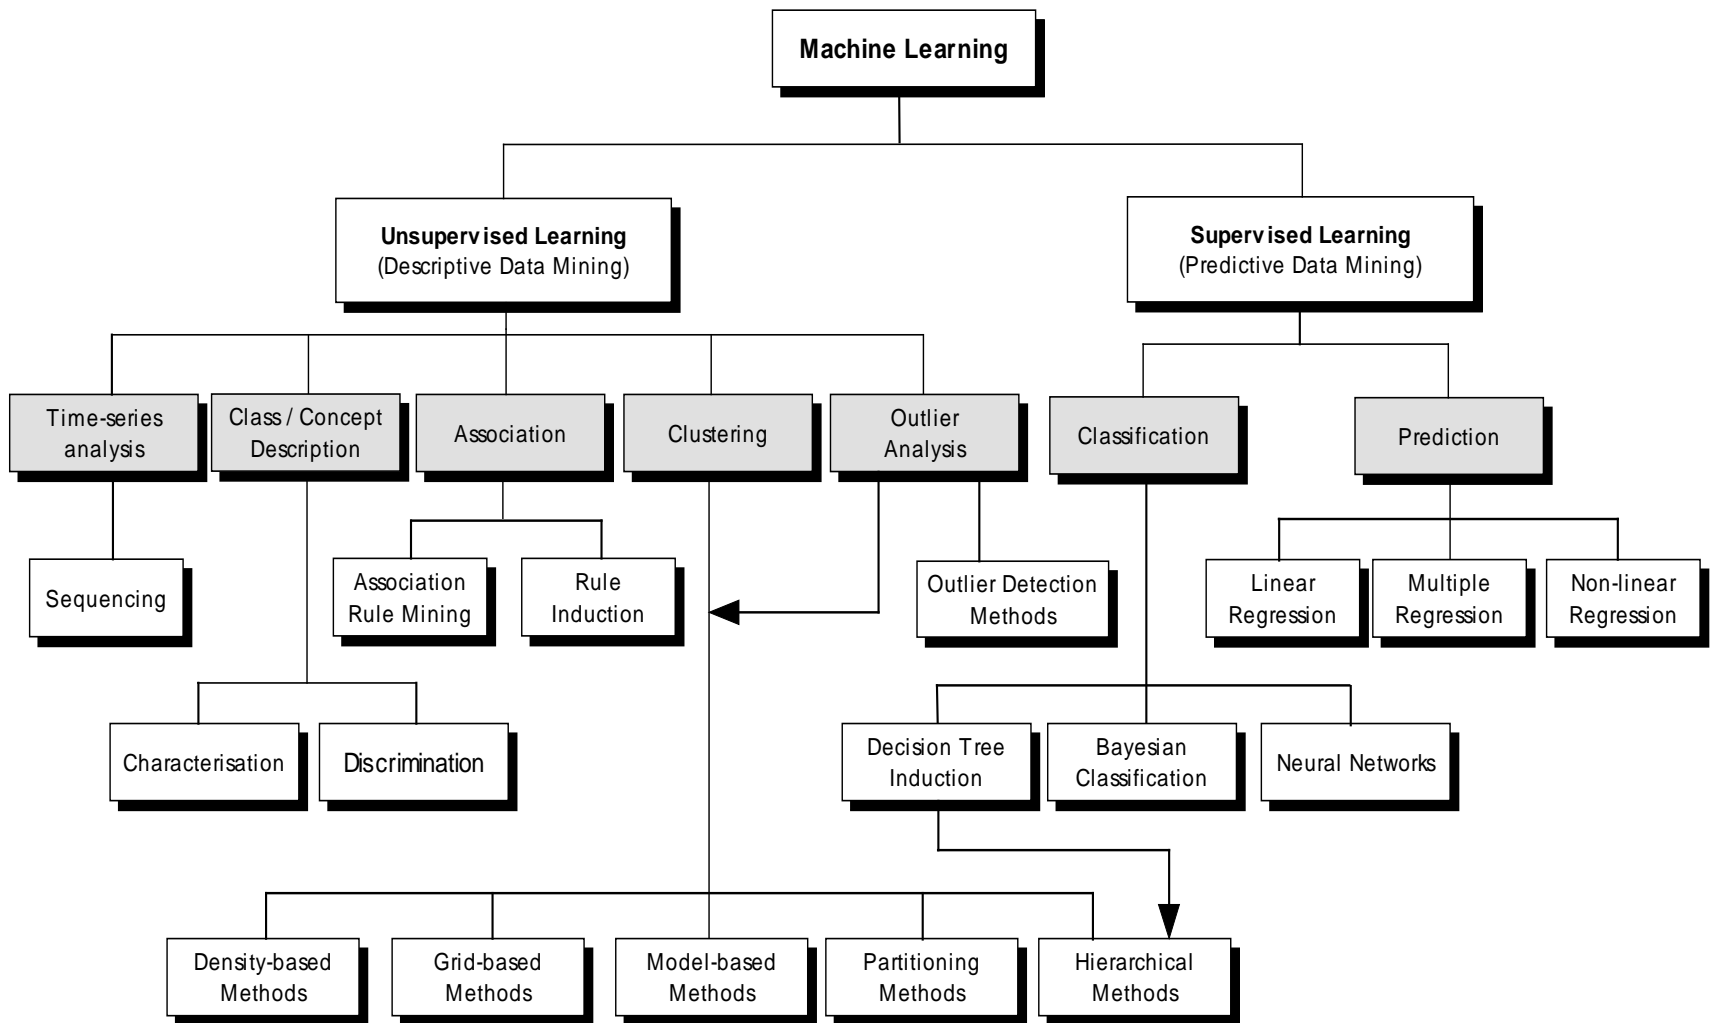 Machine Learning
Unsupervised Learning
(Descriptive Data Mining)
Supervised Learning
(Predictive Data Mining)
Time-series
analysis
Class / Concept
Description
Association
Clustering
Outlier
Analysis
Classification
Prediction
Sequencing
Association
Rule Mining
Rule
Induction
Outlier Detection
Methods
Linear
Regression
Multiple
Regression
Non-linear
Regression
Characterisation
Discrimination
Decision Tree
Induction
Bayesian
Classification
Neural Networks
Density-based
Methods
Grid-based
Methods
Model-based
Methods
Partitioning
Methods
Hierarchical
Methods